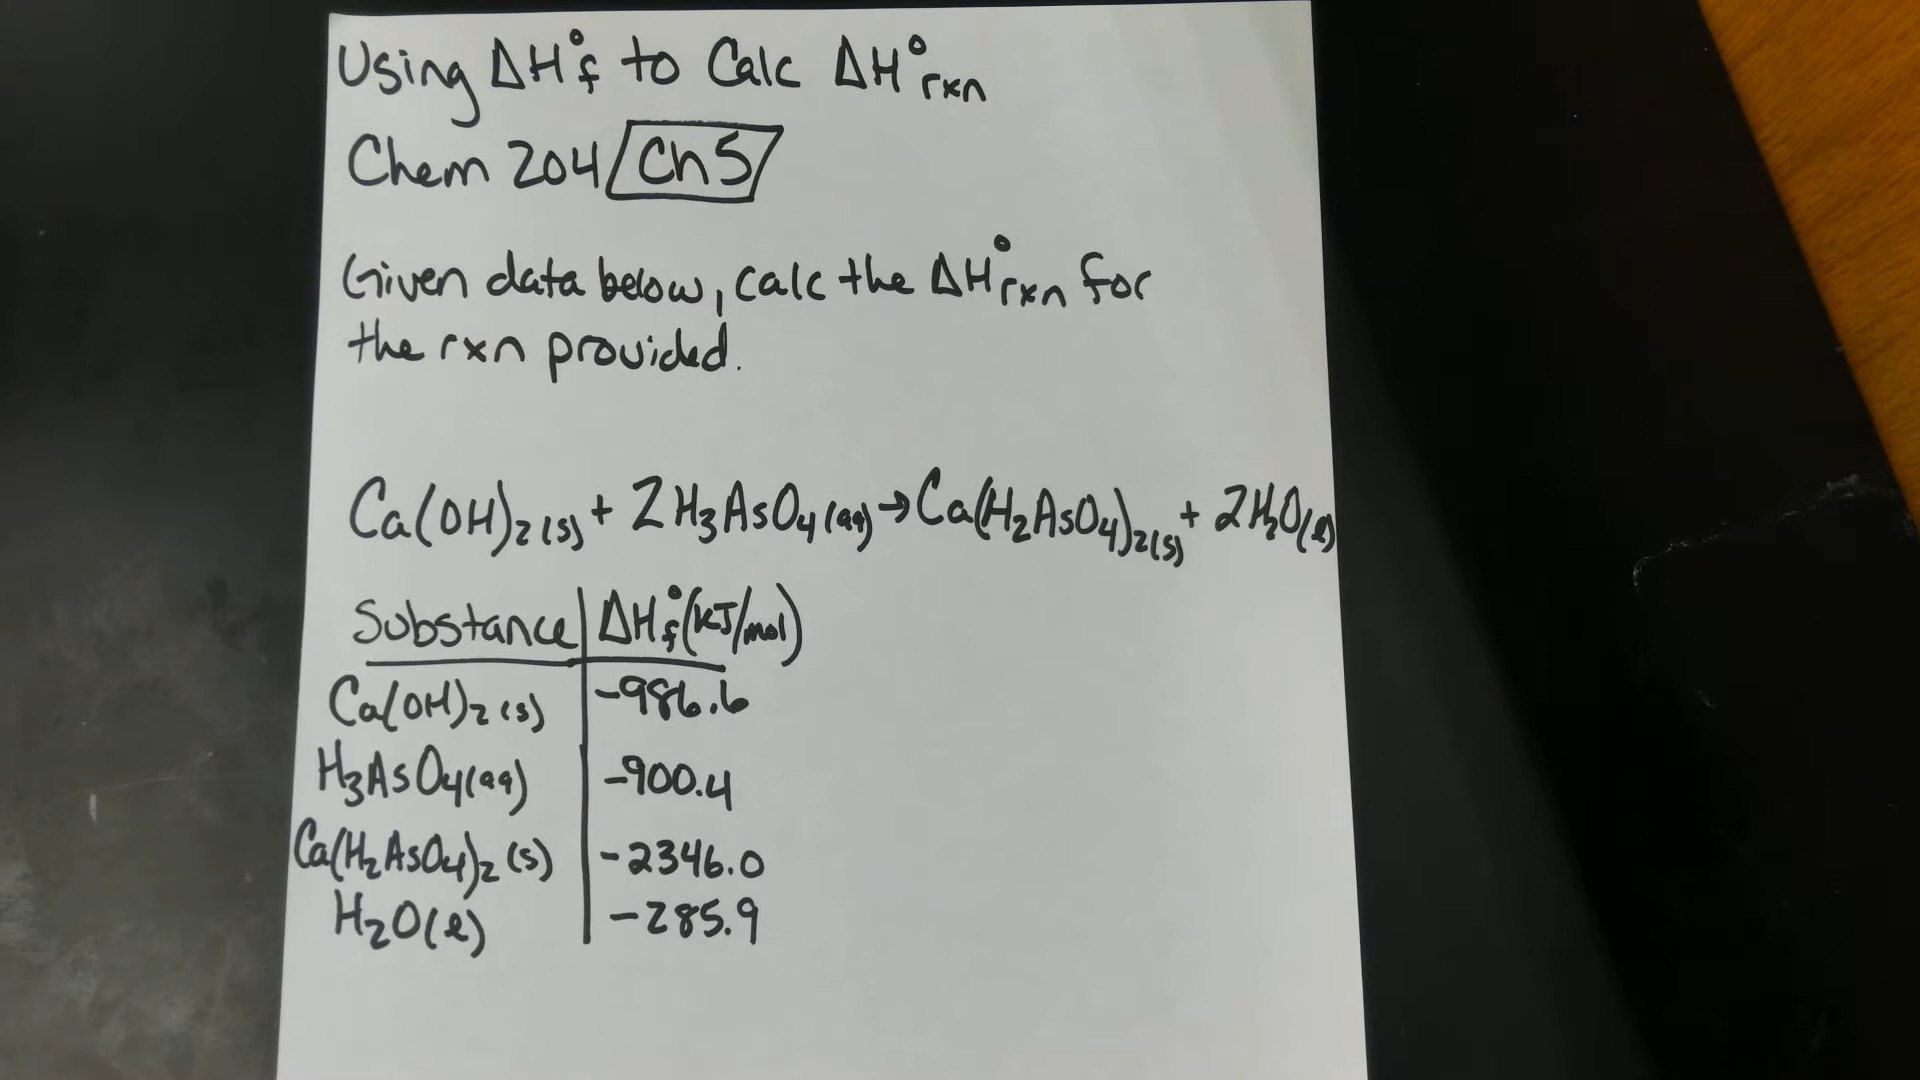 Using ΔH°f to Calc ΔH°rxn
Chem 204 Ch5
Given data below, calc the ΔH°rxn for
the rxn provided.
Ca(OH)₂(s) + 2H₃AsO₄(aq) → Ca(H₂AsO₄)₂(s) + 2H₂O(l)
Substance ΔH°f (kJ/mol)
Ca(OH)₂(s) -986.6
H₃AsO₄(aq) -900.4
Ca(H₂AsO₄)₂(s) -2346.0
H₂O(l) -285.9